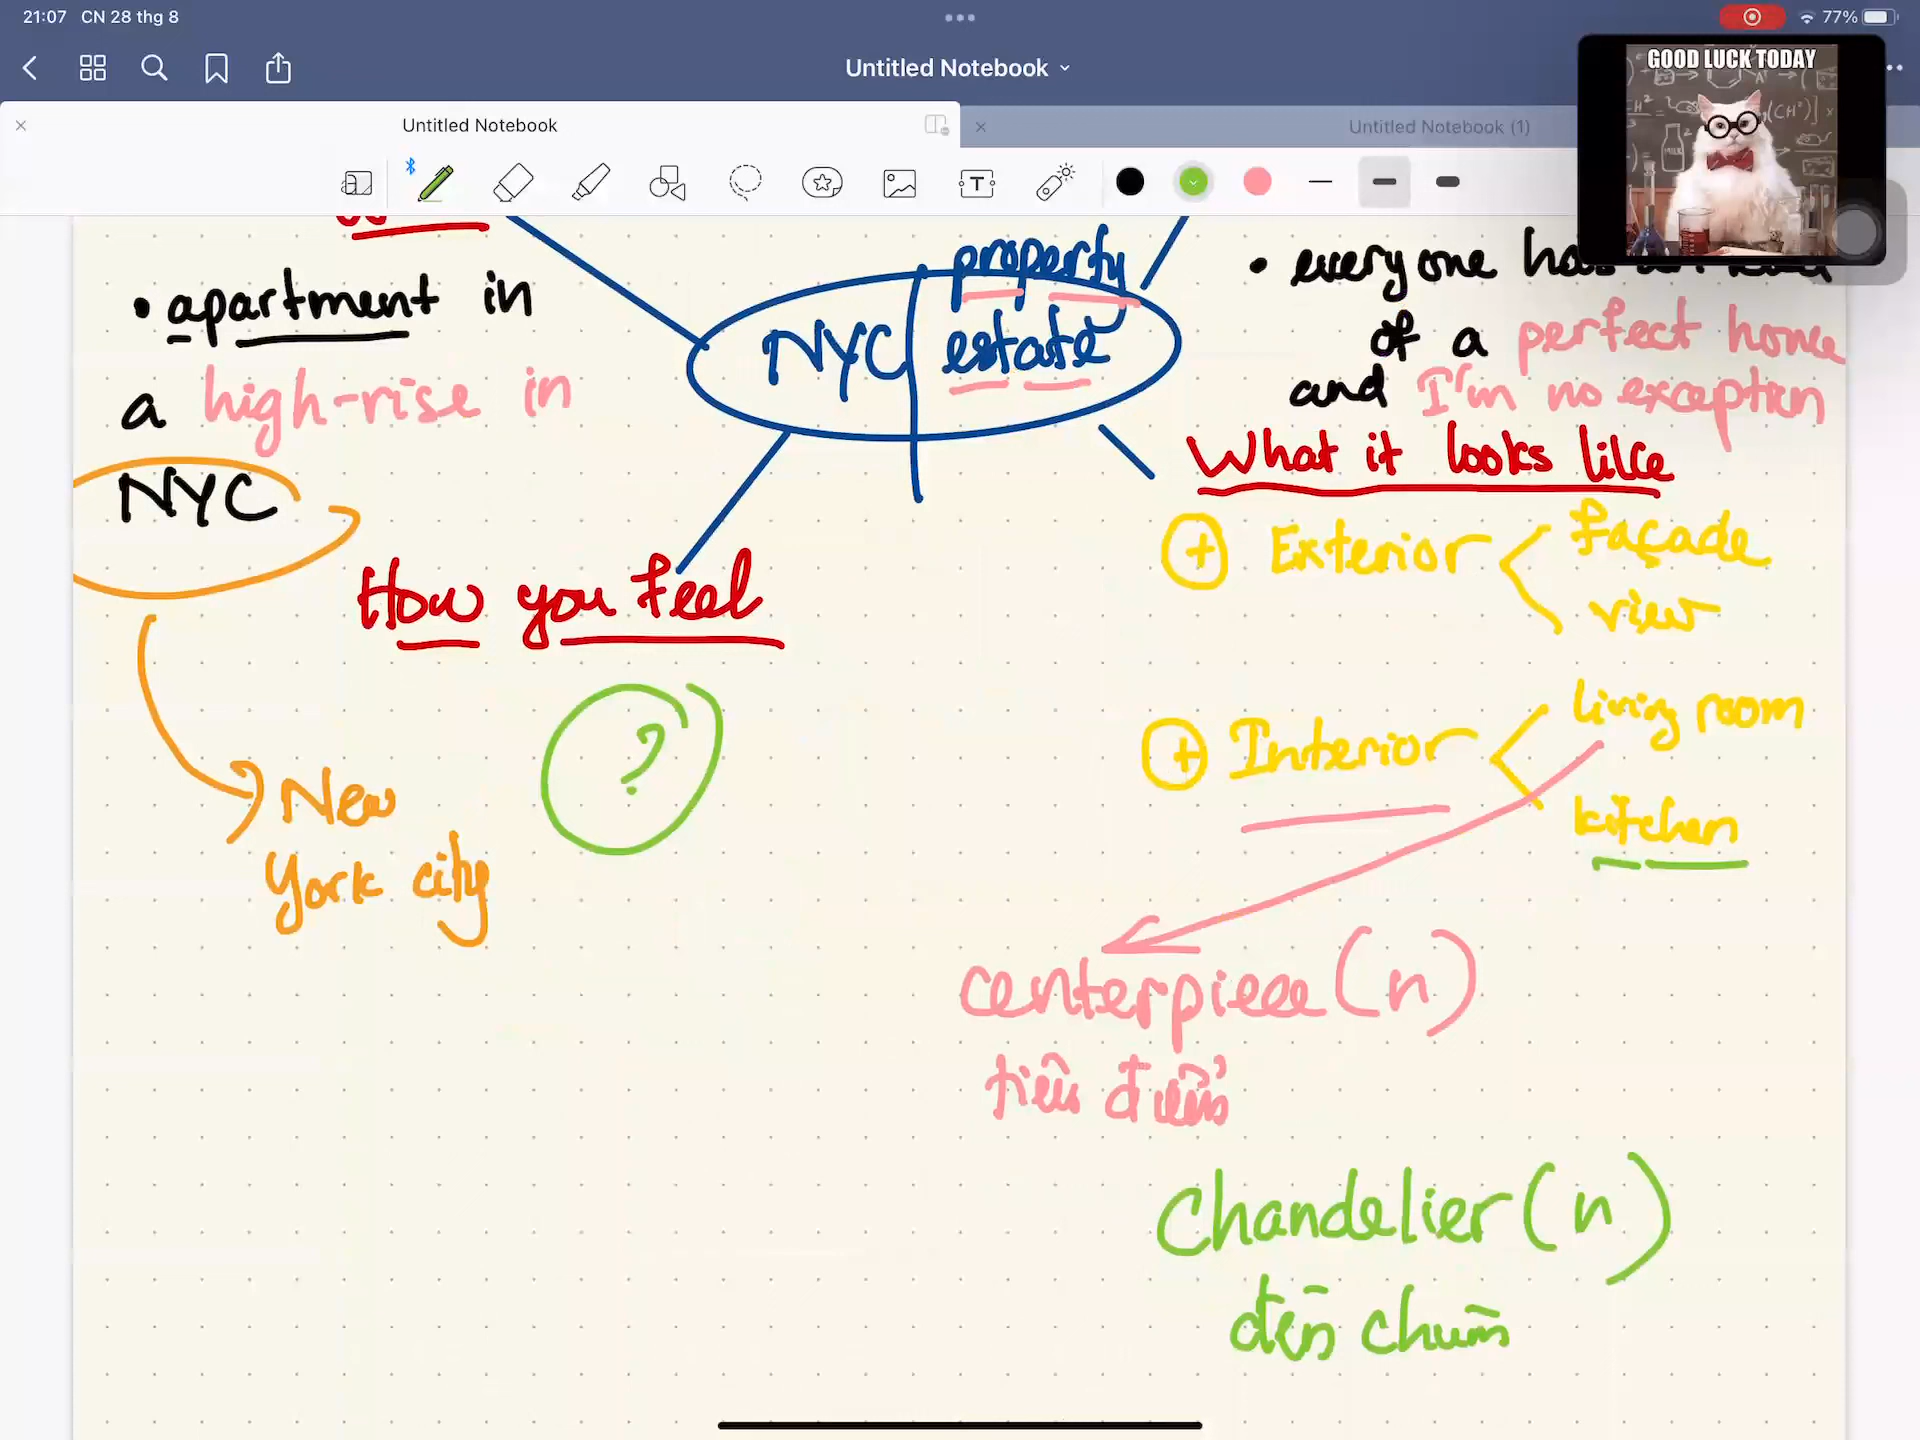 21:07 CN 28 thg 8
77%
Untitled Notebook
Untitled Notebook
Untitled Notebook (1)
GOOD LUCK TODAY
• apartment in
a high-rise in
NYC
New
York city
property
NYC estate
How you feel
?
• everyone has
of a perfect home
and I'm no exception
What it looks like
+ Exterior
façade
view
+ Interior
living room
kitchen
centerpiece (n)
tiêu điểm
chandelier (n)
đèn chùm